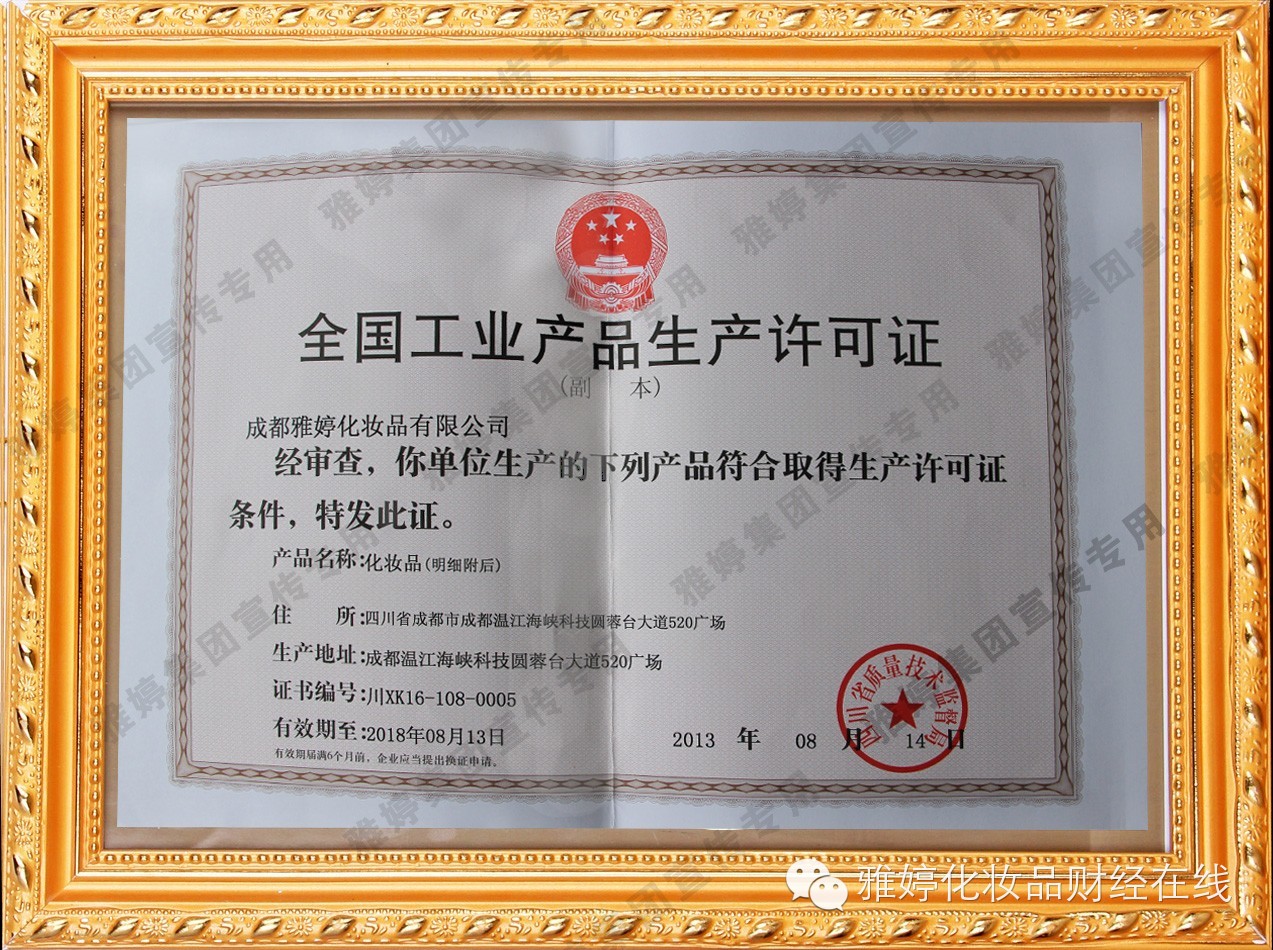 全国工业产品生产许可证
(副 本)
成都雅婷化妆品有限公司
经审查，你单位生产的下列产品符合取得生产许可证
条件，特发此证。
产品名称:化妆品(明细附后)
住 所:四川省成都市成都温江海峡科技圆蓉台大道520广场
生产地址:成都温江海峡科技圆蓉台大道520广场
证书编号:川XK16-108-0005
有效期至:2018年08月13日
有效期届满6个月前，企业应当提出换证申请。
2013 年 08 月 14 日
四川省质量技术监督局
雅婷集团宣传专用
雅婷化妆品财经在线